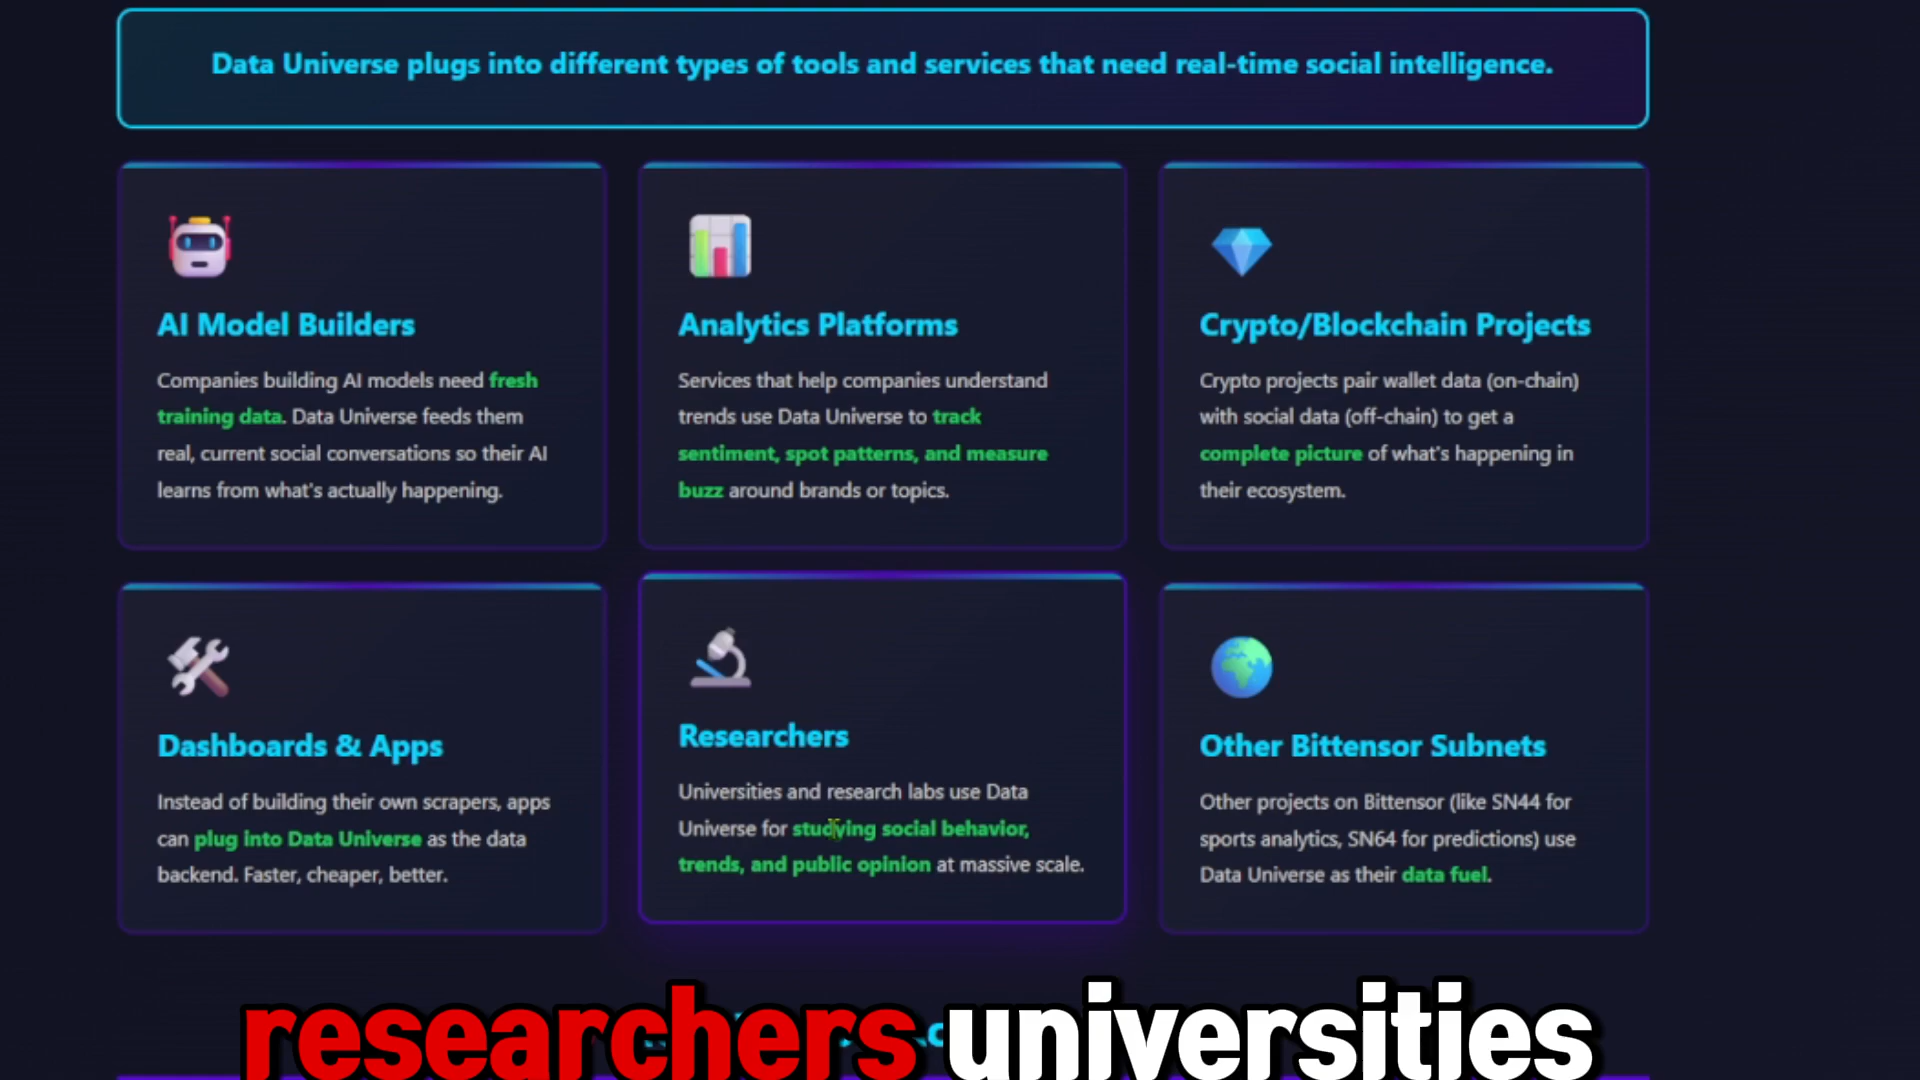 Data Universe plugs into different types of tools and services that need real-time social intelligence.
AI Model Builders
Companies building AI models need fresh
training data. Data Universe feeds them
real, current social conversations so their AI
learns from what's actually happening.
Analytics Platforms
Services that help companies understand
trends use Data Universe to track
sentiment, spot patterns, and measure
buzz around brands or topics.
Crypto/Blockchain Projects
Crypto projects pair wallet data (on-chain)
with social data (off-chain) to get a
complete picture of what's happening in
their ecosystem.
Dashboards & Apps
Instead of building their own scrapers, apps
can plug into Data Universe as the data
backend. Faster, cheaper, better.
Researchers
Universities and research labs use Data
Universe for studying social behavior,
trends, and public opinion at massive scale.
Other Bittensor Subnets
Other projects on Bittensor (like SN44 for
sports analytics, SN64 for predictions) use
Data Universe as their data fuel.
researchers universities